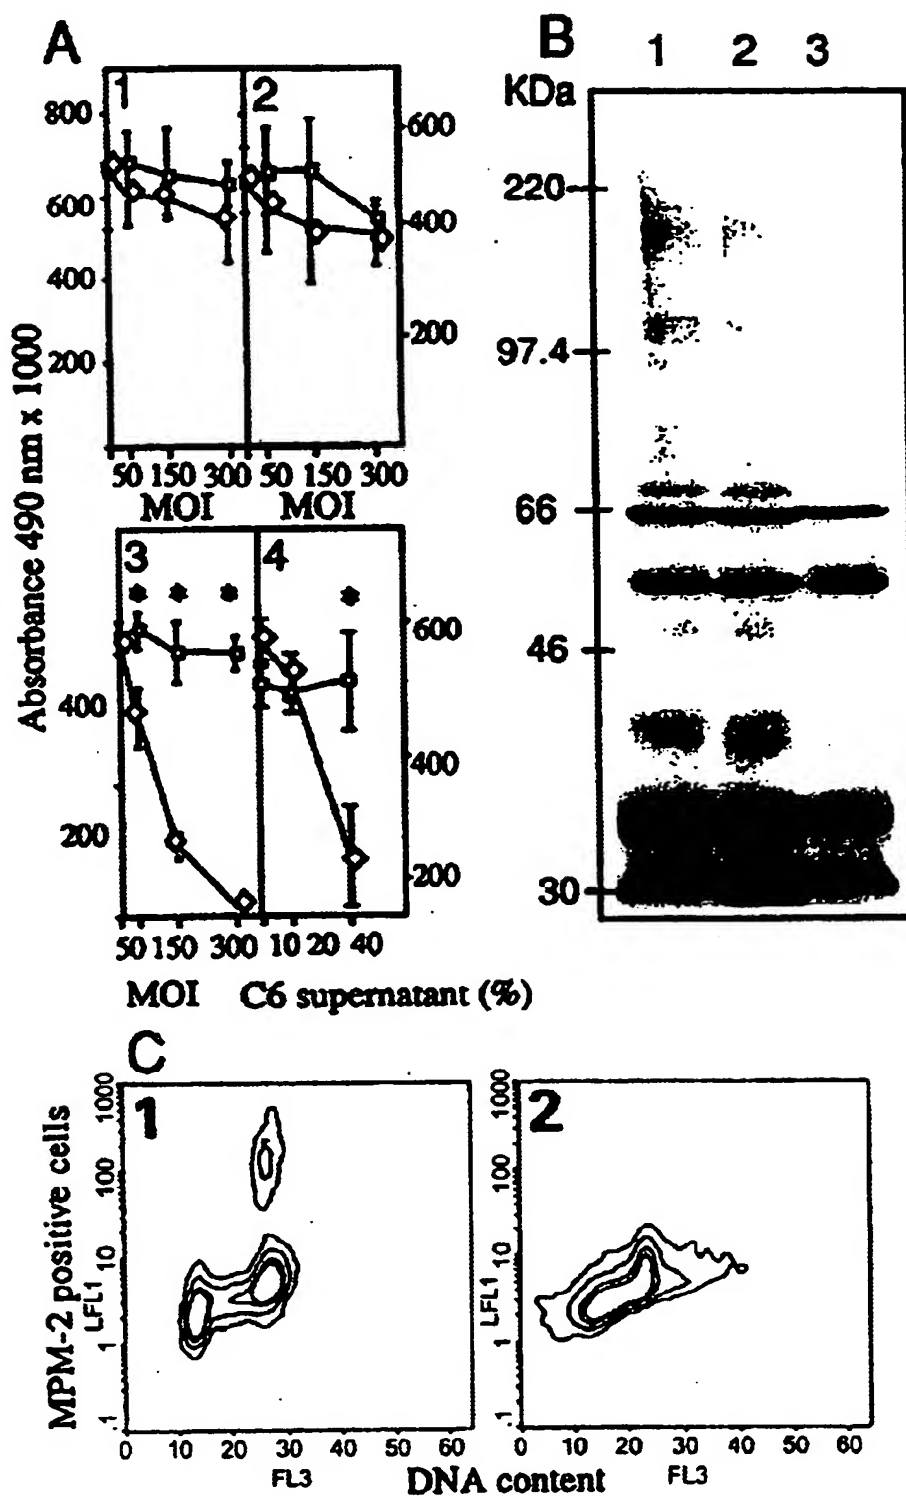 A
B
1 2 3
KDa
1 2
800
600
400
200
600
400
200
220
97.4
66
46
30
50 150 300 50 150 300
MOI MOI
Absorbance 490 nm x 1000
3 4
* * * *
400
200
600
400
200
50 150 300 10 20 40
MOI C6 supernatant (%)
C
1
1000
100
10
1
.1
MPM-2 positive cells
LFL1
0 10 20 30 40 50 60
FL3
2
1000
100
10
1
.1
LFL1
0 10 20 30 40 50 60
DNA content FL3